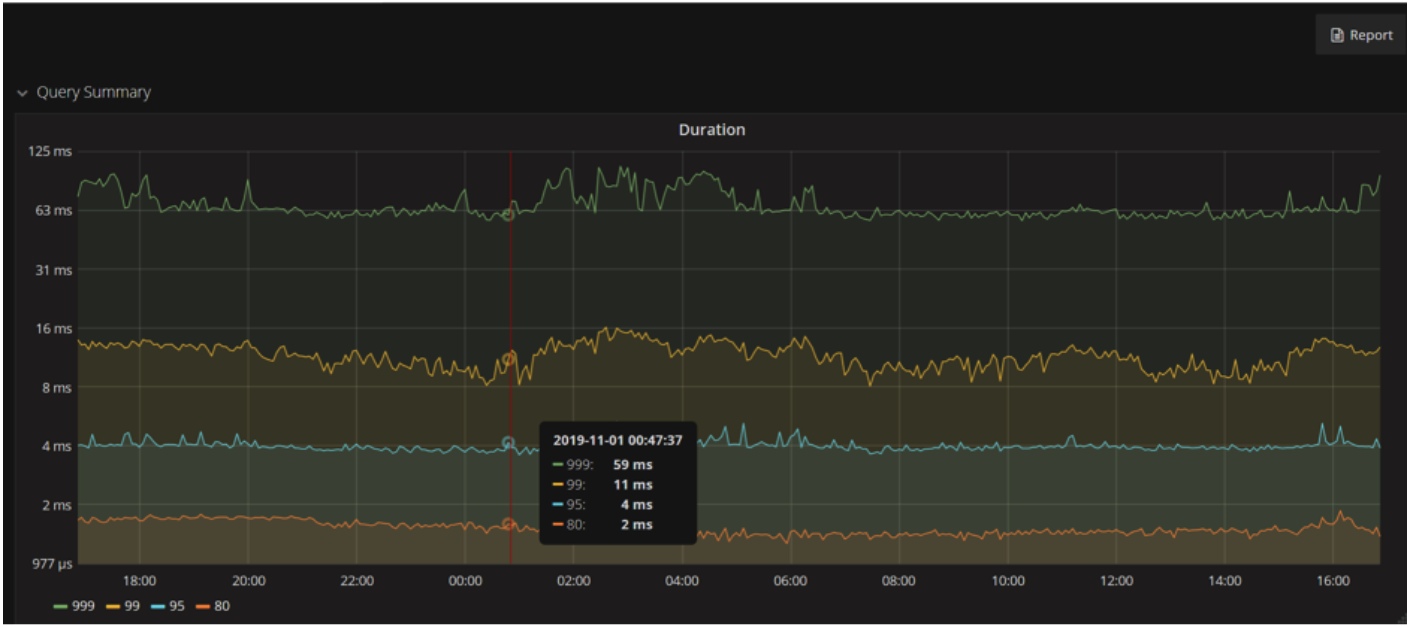 Report
Query Summary
Duration
125 ms
63 ms
31 ms
16 ms
8 ms
4 ms
2 ms
977 µs
2019-11-01 00:47:37
999: 59 ms
99: 11 ms
95: 4 ms
80: 2 ms
18:00 20:00 22:00 00:00 02:00 04:00 06:00 08:00 10:00 12:00 14:00 16:00
999 99 95 80